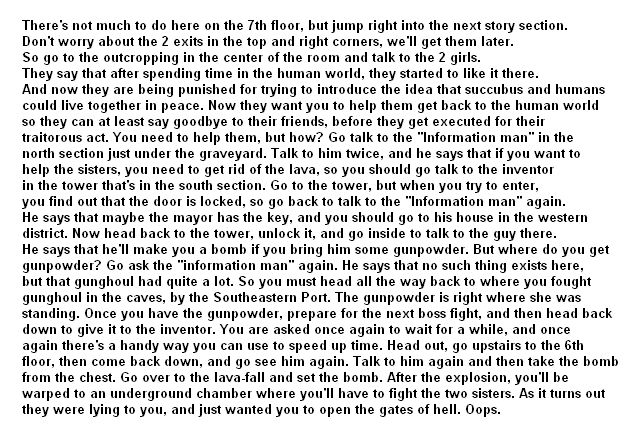 There's not much to do here on the 7th floor, but jump right into the next story section.
Don't worry about the 2 exits in the top and right corners, we'll get them later.
So go to the outcropping in the center of the room and talk to the 2 girls.
They say that after spending time in the human world, they started to like it there.
And now they are being punished for trying to introduce the idea that succubus and humans
could live together in peace. Now they want you to help them get back to the human world
so they can at least say goodbye to their friends, before they get executed for their
traitorous act. You need to help them, but how? Go talk to the "Information man" in the
north section just under the graveyard. Talk to him twice, and he says that if you want to
help the sisters, you need to get rid of the lava, so you should go talk to the inventor
in the tower that's in the south section. Go to the tower, but when you try to enter,
you find out that the door is locked, so go back to talk to the "Information man" again.
He says that maybe the mayor has the key, and you should go to his house in the western
district. Now head back to the tower, unlock it, and go inside to talk to the guy there.
He says that he'll make you a bomb if you bring him some gunpowder. But where do you get
gunpowder? Go ask the "information man" again. He says that no such thing exists here,
but that gunghoul had quite a lot. So you must head all the way back to where you fought
gunghoul in the caves, by the Southeastern Port. The gunpowder is right where she was
standing. Once you have the gunpowder, prepare for the next boss fight, and then head back
down to give it to the inventor. You are asked once again to wait for a while, and once
again there's a handy way you can use to speed up time. Head out, go upstairs to the 6th
floor, then come back down, and go see him again. Talk to him again and then take the bomb
from the chest. Go over to the lava-fall and set the bomb. After the explosion, you'll be
warped to an underground chamber where you'll have to fight the two sisters. As it turns out
they were lying to you, and just wanted you to open the gates of hell. Oops.